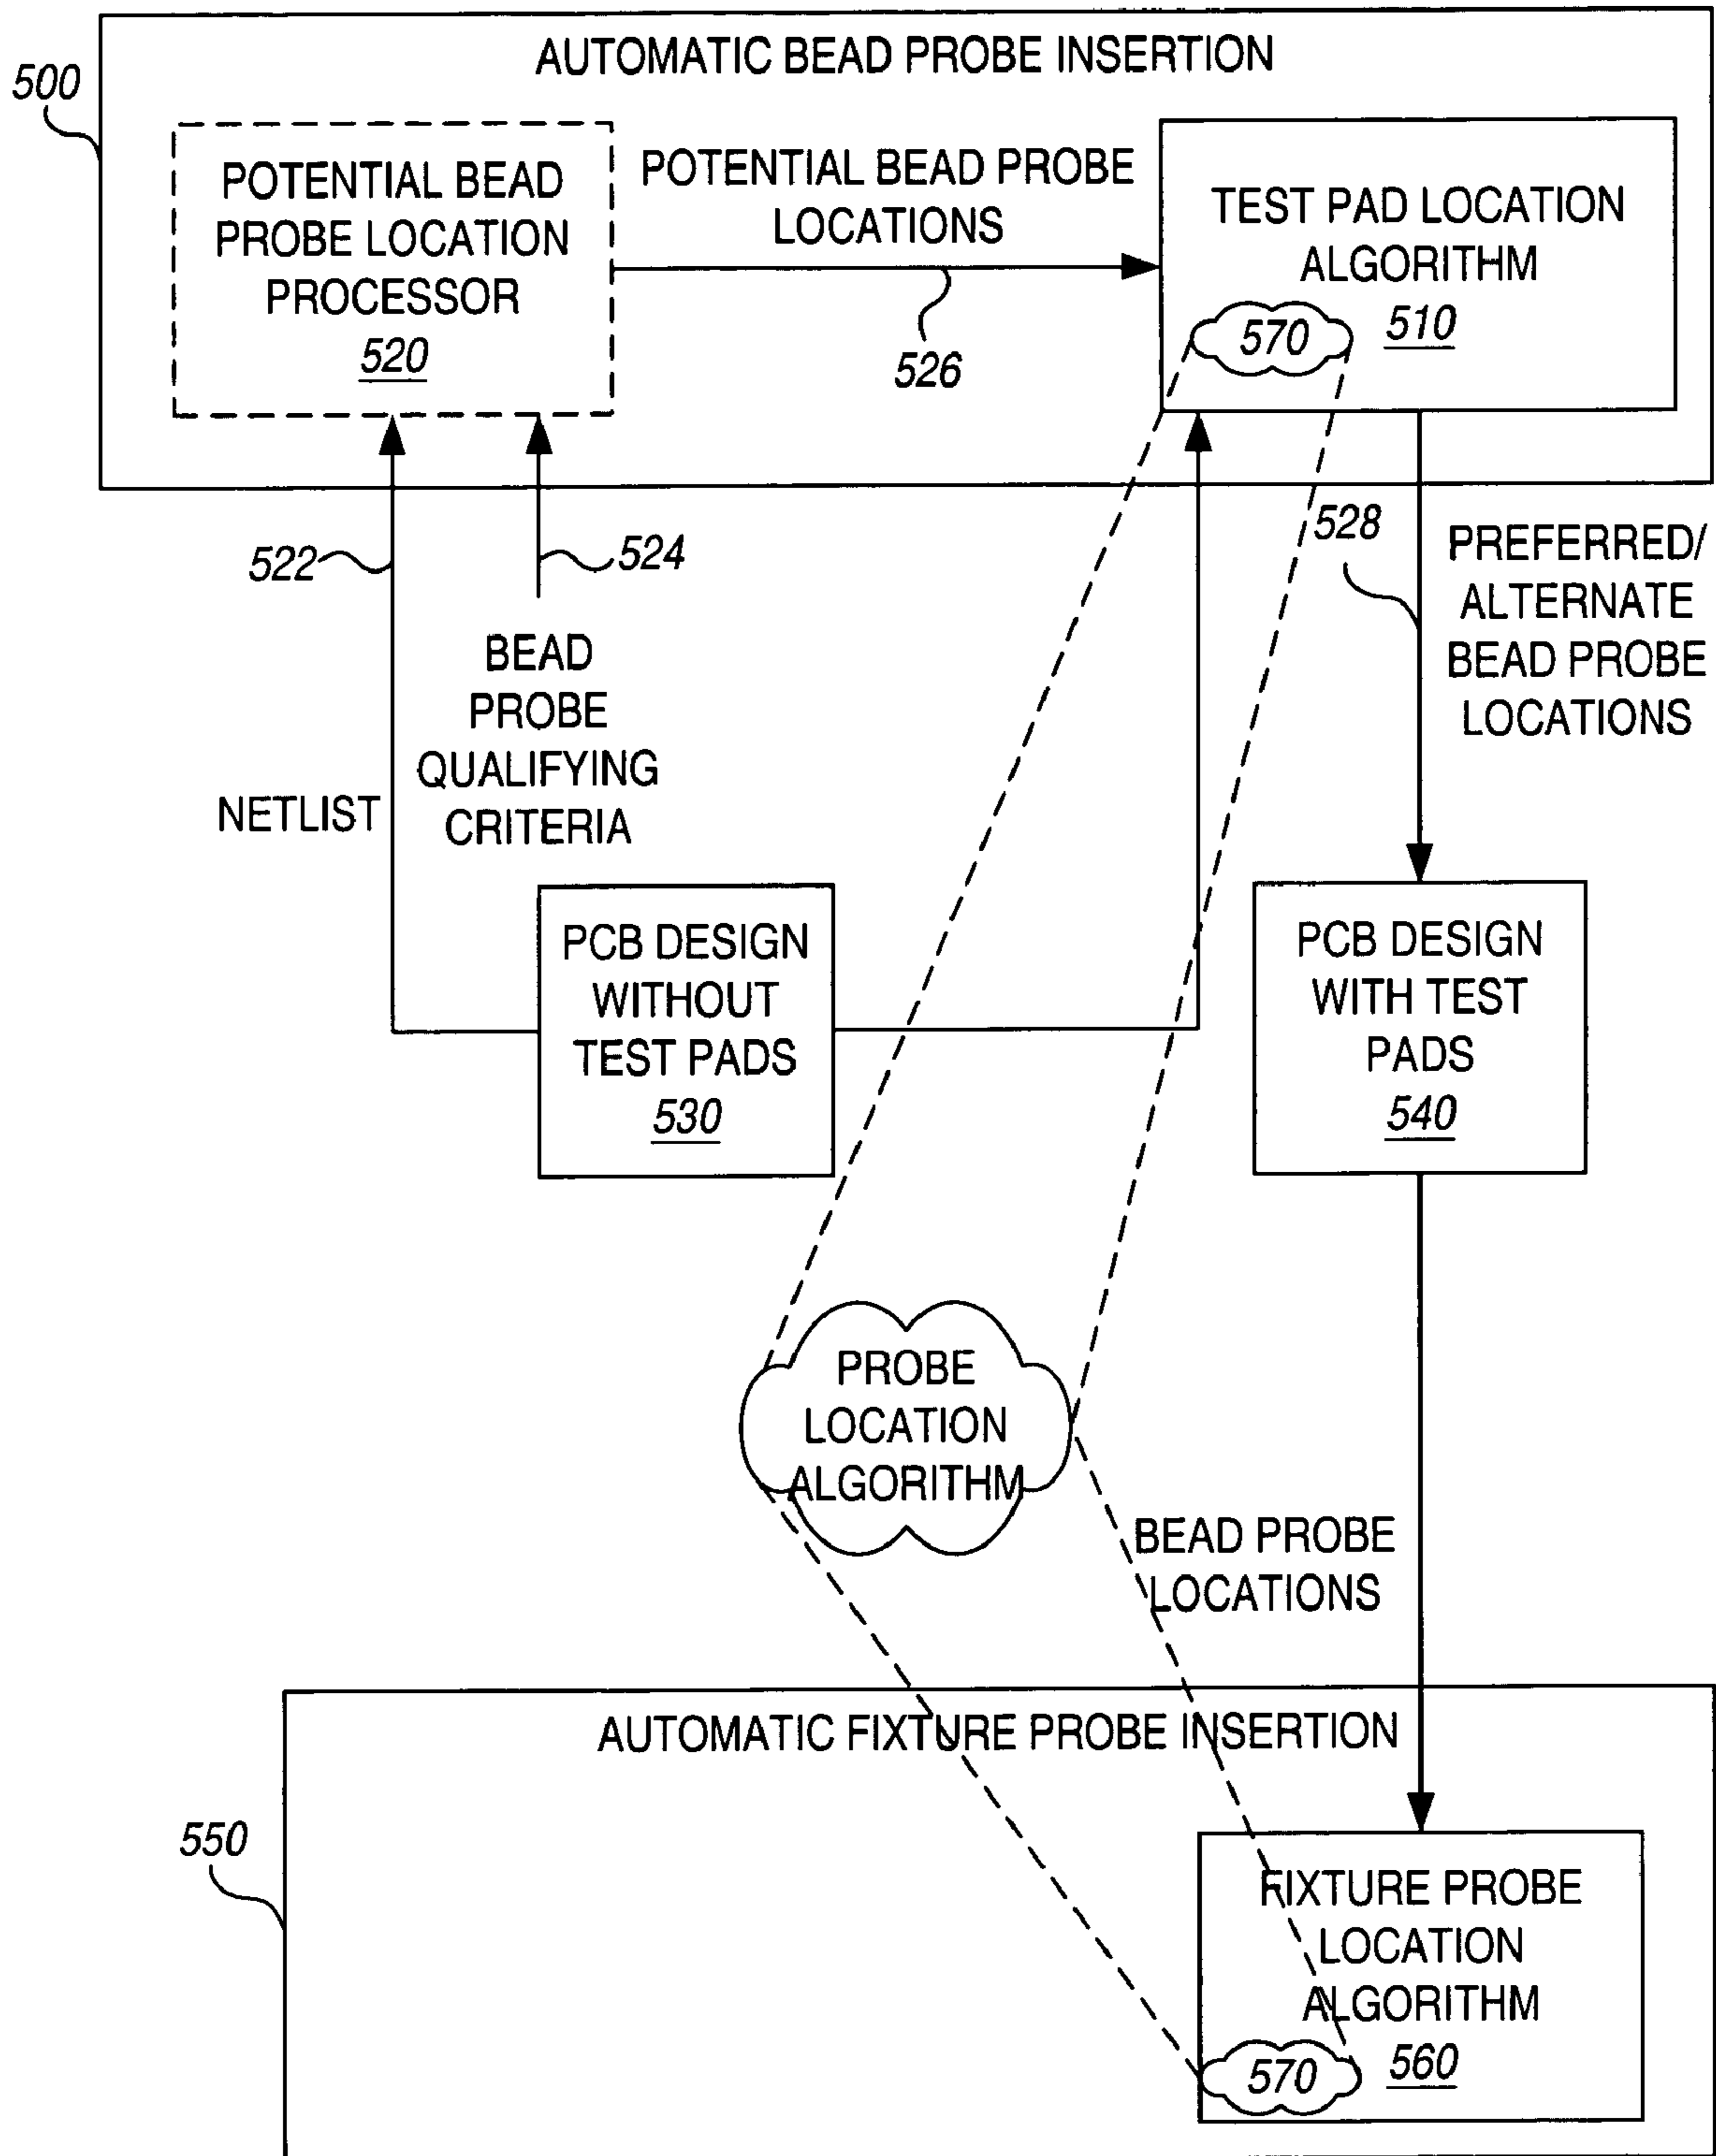 AUTOMATIC BEAD PROBE INSERTION
500
POTENTIAL BEAD
PROBE LOCATION
PROCESSOR
520
POTENTIAL BEAD PROBE
LOCATIONS
526
TEST PAD LOCATION
ALGORITHM
510
570
522
524
528
PREFERRED/
ALTERNATE
BEAD PROBE
LOCATIONS
BEAD
PROBE
QUALIFYING
CRITERIA
NETLIST
PCB DESIGN
WITHOUT
TEST PADS
530
PCB DESIGN
WITH TEST
PADS
540
PROBE
LOCATION
ALGORITHM
BEAD PROBE
LOCATIONS
AUTOMATIC FIXTURE PROBE INSERTION
550
FIXTURE PROBE
LOCATION
ALGORITHM
560
570